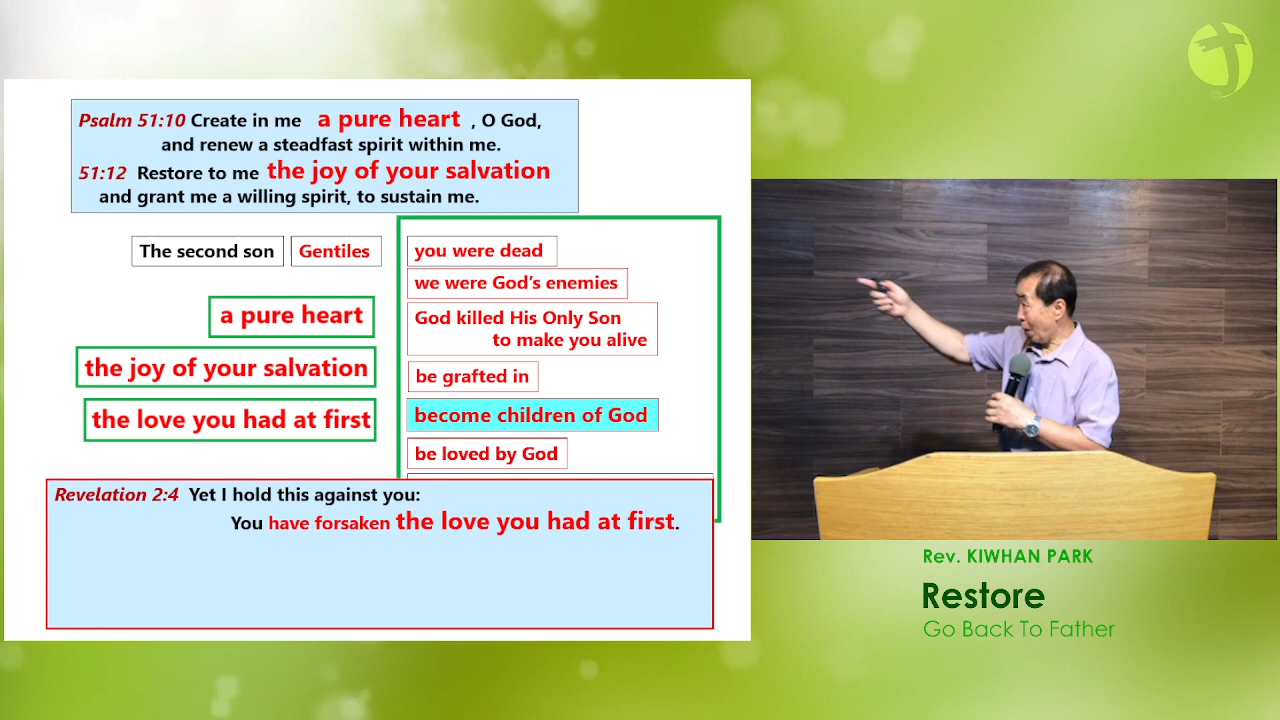 Psalm 51:10 Create in me a pure heart , O God,
and renew a steadfast spirit within me.
51:12 Restore to me the joy of your salvation
and grant me a willing spirit, to sustain me.
The second son Gentiles
a pure heart
the joy of your salvation
the love you had at first
you were dead
we were God's enemies
God killed His Only Son
to make you alive
be grafted in
become children of God
be loved by God
Revelation 2:4 Yet I hold this against you:
You have forsaken the love you had at first.
Rev. KIWHAN PARK
Restore
Go Back To Father